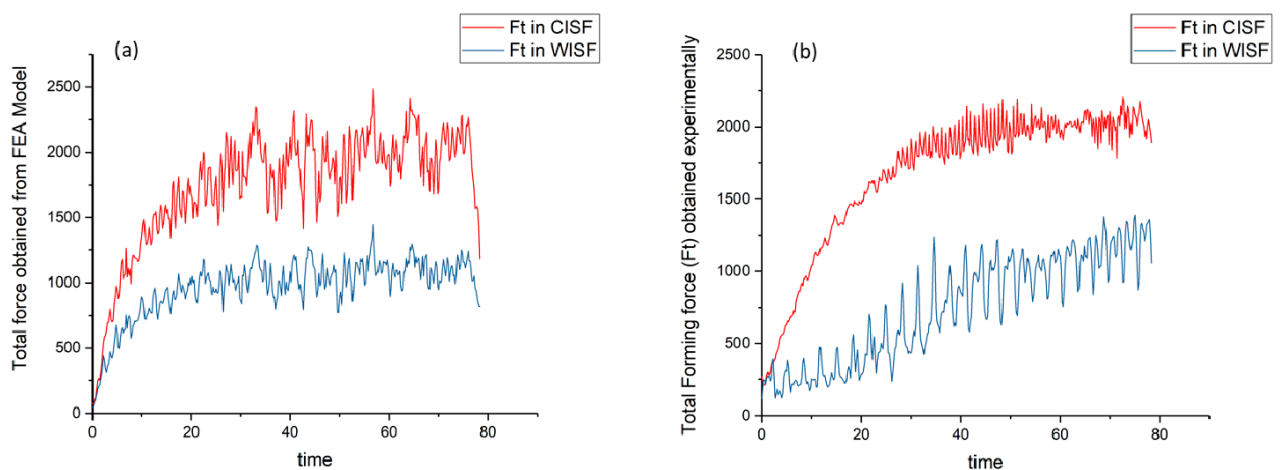 (a)
Ft in CISF
Ft in WISF
Total force obtained from FEA Model
2500
2000
1500
1000
500
0
0 20 40 60 80
time
(b)
Ft in CISF
Ft in WISF
Total Forming force (Ft) obtained experimentally
2500
2000
1500
1000
500
0
0 20 40 60 80
time